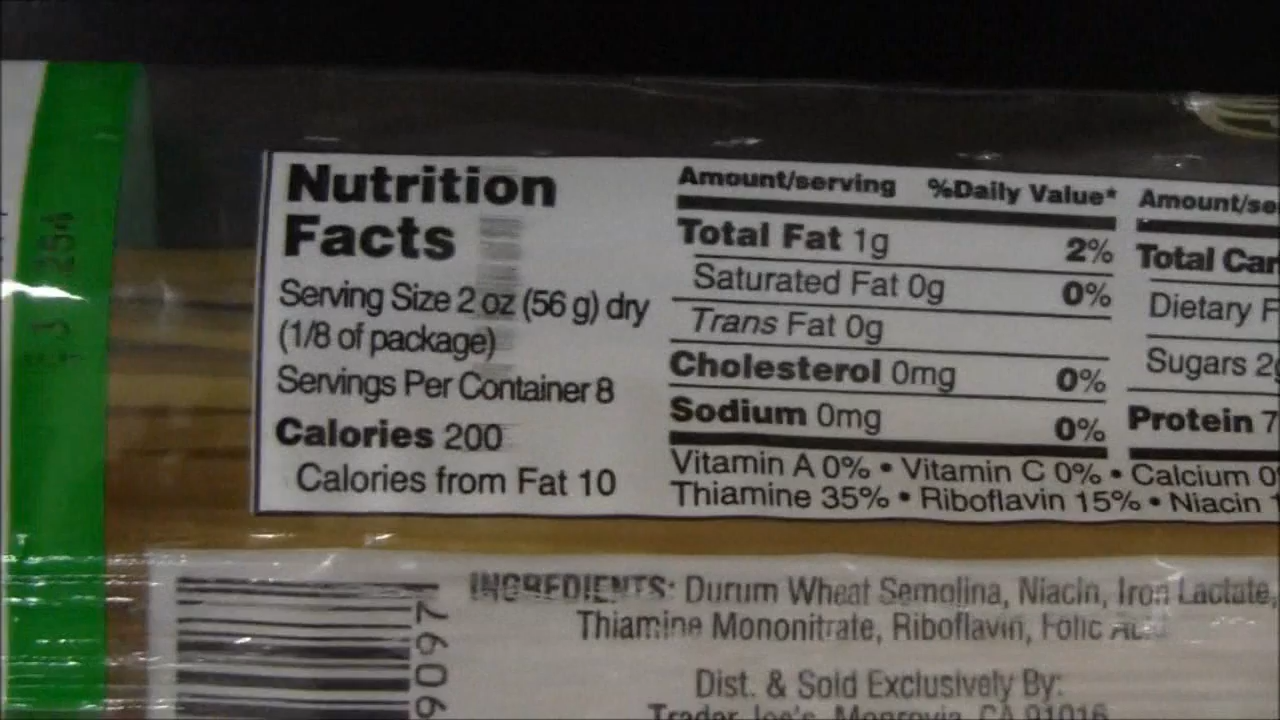 Nutrition
Facts
Serving Size 2 oz (56 g) dry
(1/8 of package)
Servings Per Container 8
Calories 200
Calories from Fat 10
Amount/serving %Daily Value*
Total Fat 1g 2%
Saturated Fat 0g 0%
Trans Fat 0g
Cholesterol 0mg 0%
Sodium 0mg 0%
Amount/se
Total Car
Dietary F
Sugars 2g
Protein 7
Vitamin A 0% • Vitamin C 0% • Calcium 0
Thiamine 35% • Riboflavin 15% • Niacin 1
INGREDIENTS: Durum Wheat Semolina, Niacin, Iron Lactate,
Thiamine Mononitrate, Riboflavin, Folic
Dist. & Sold Exclusively By:
Trader Joe's, Monrovia, CA 91016